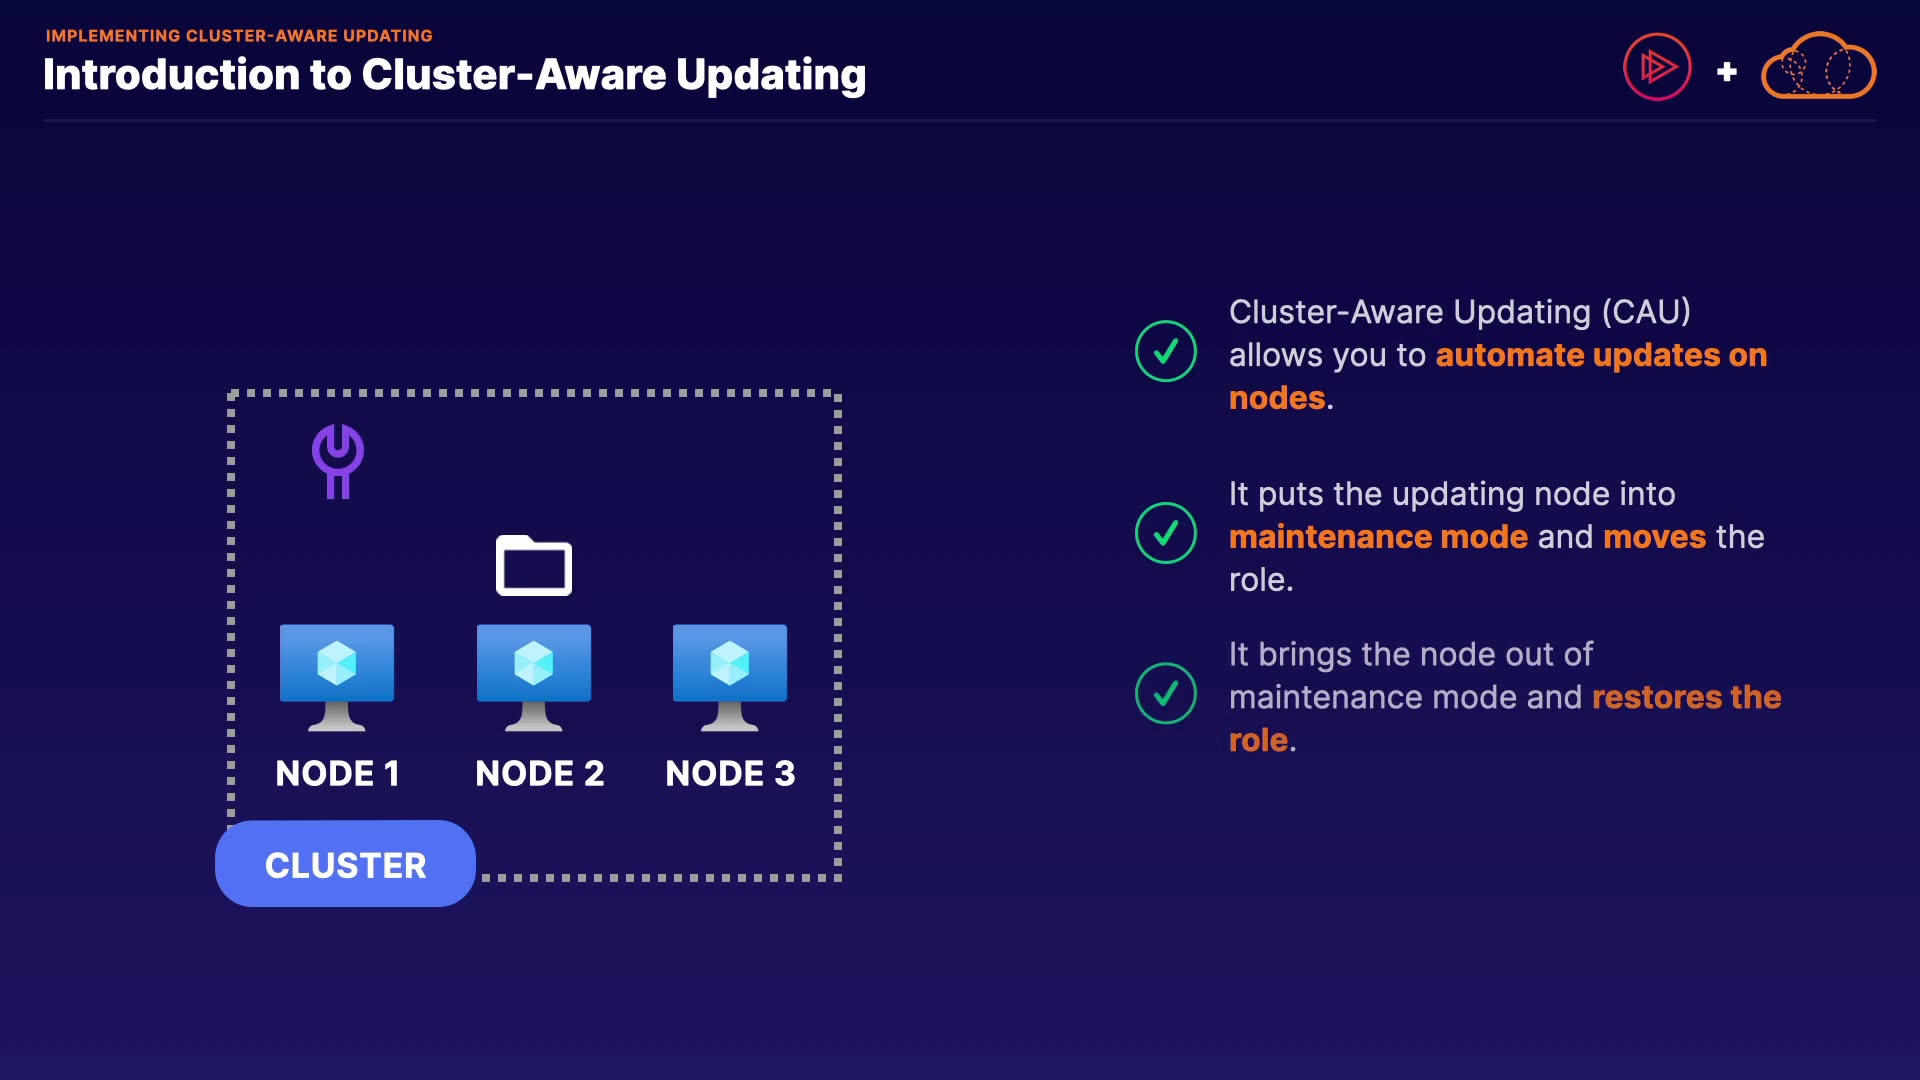 IMPLEMENTING CLUSTER-AWARE UPDATING
Introduction to Cluster-Aware Updating
+
Cluster-Aware Updating (CAU)
allows you to automate updates on
nodes.
It puts the updating node into
maintenance mode and moves the
role.
It brings the node out of
maintenance mode and restores the
role.
NODE 1
NODE 2
NODE 3
CLUSTER